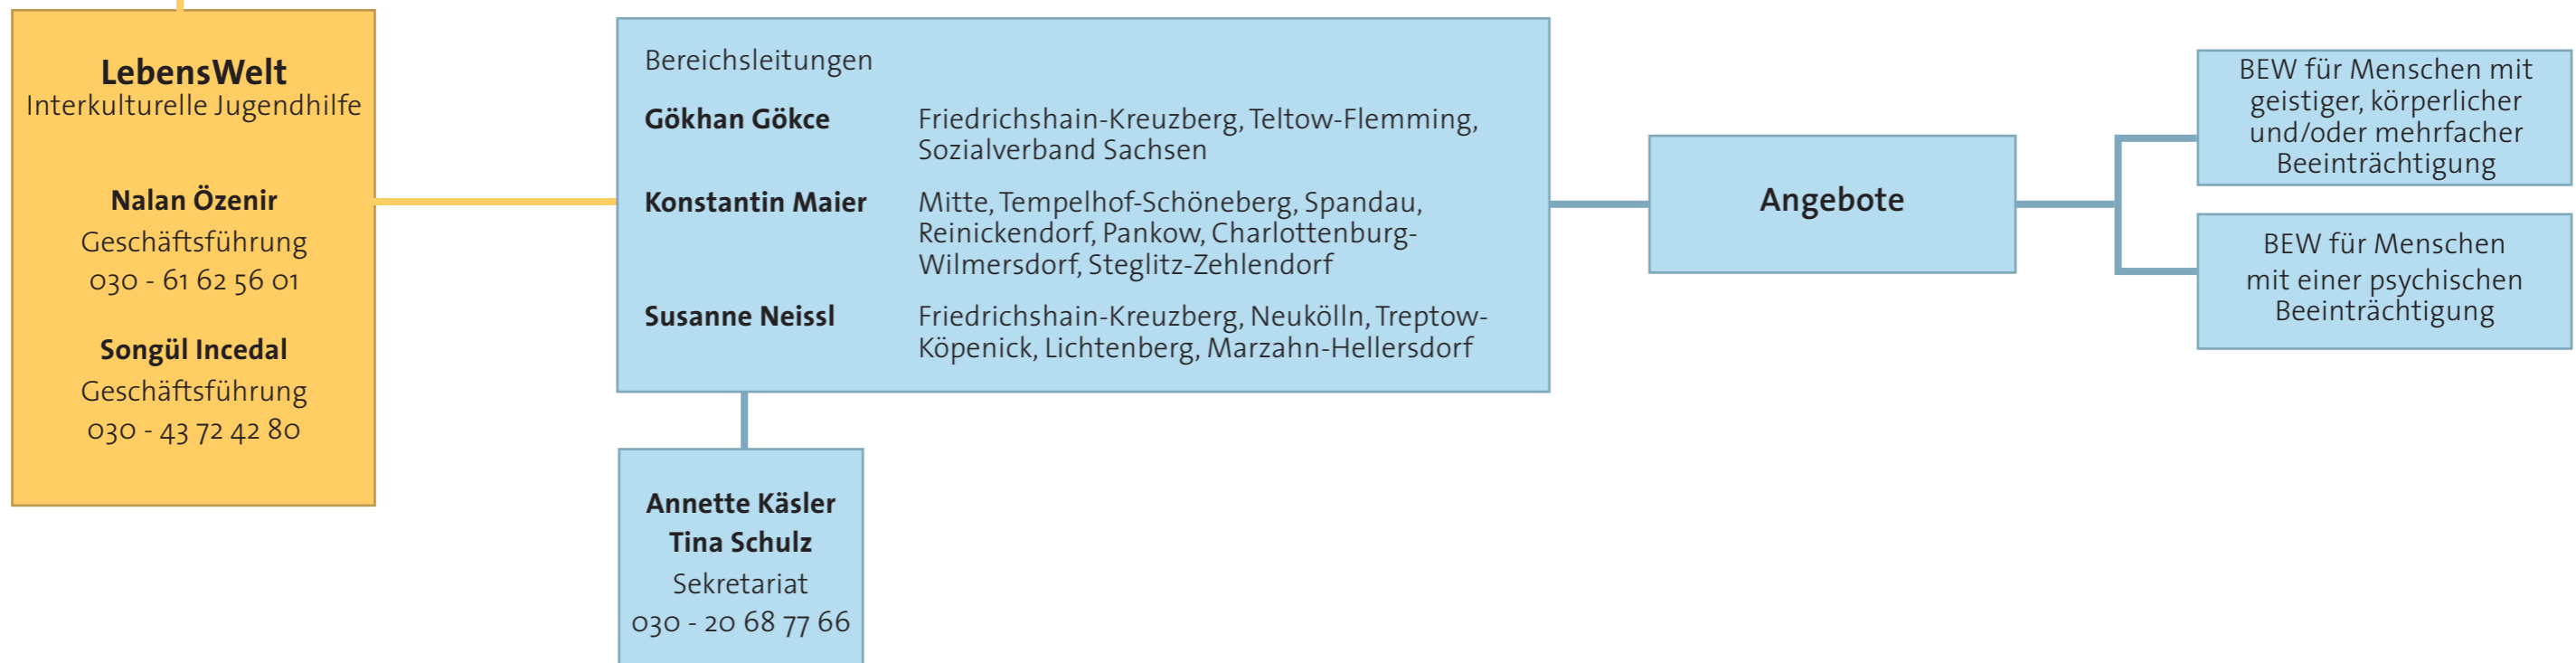 LebensWelt
Interkulturelle Jugendhilfe
Nalan Özenir
Geschäftsführung
030 - 61 62 56 01
Songül Incedal
Geschäftsführung
030 - 43 72 42 80
Bereichsleitungen
Gökhan Gökce Friedrichshain-Kreuzberg, Teltow-Flemming,
Sozialverband Sachsen
Konstantin Maier Mitte, Tempelhof-Schöneberg, Spandau,
Reinickendorf, Pankow, Charlottenburg-
Wilmersdorf, Steglitz-Zehlendorf
Susanne Neissl Friedrichshain-Kreuzberg, Neukölln, Treptow-
Köpenick, Lichtenberg, Marzahn-Hellersdorf
Annette Käsler
Tina Schulz
Sekretariat
030 - 20 68 77 66
Angebote
BEW für Menschen mit
geistiger, körperlicher
und/oder mehrfacher
Beeinträchtigung
BEW für Menschen
mit einer psychischen
Beeinträchtigung